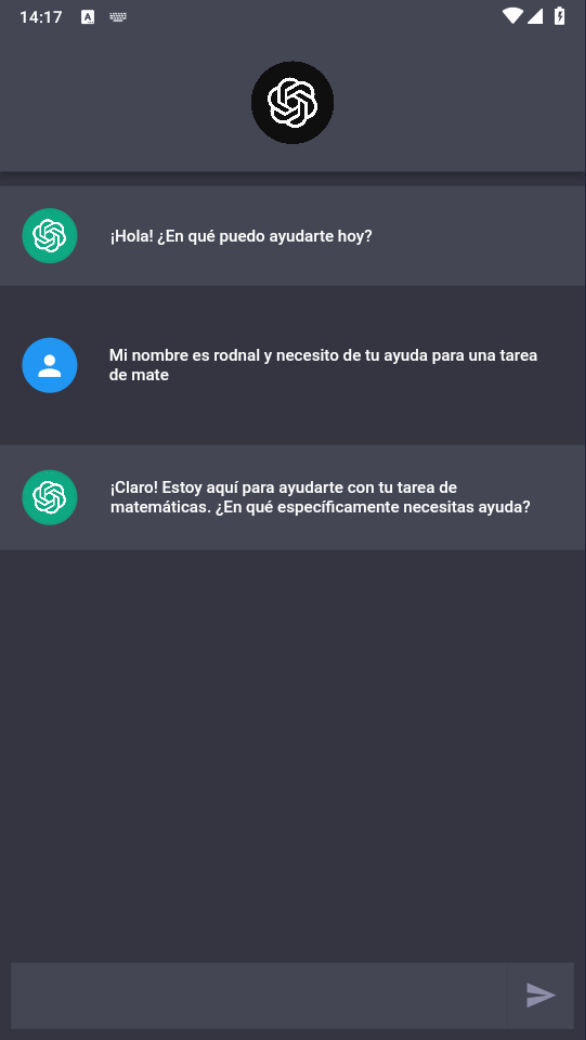 14:17
¡Hola! ¿En qué puedo ayudarte hoy?
Mi nombre es rodnal y necesito de tu ayuda para una tarea
de mate
¡Claro! Estoy aquí para ayudarte con tu tarea de
matemáticas. ¿En qué específicamente necesitas ayuda?